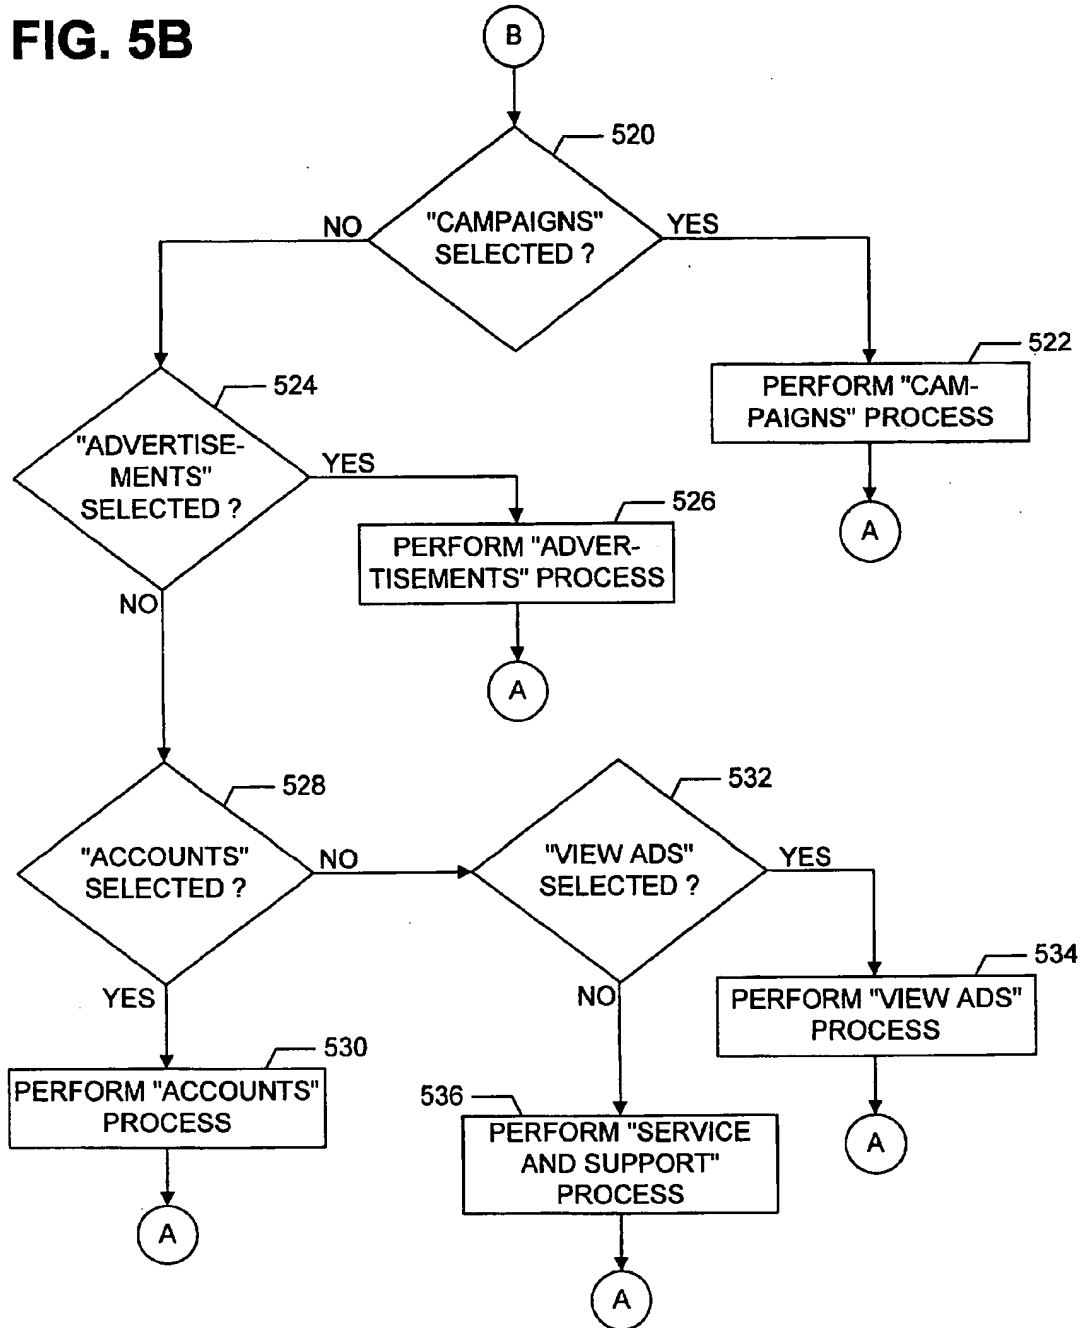 FIG. 5B
B
520
"CAMPAIGNS"
SELECTED ?
NO
YES
522
PERFORM "CAM-
PAIGNS" PROCESS
A
524
"ADVERTISE-
MENTS"
SELECTED ?
YES
NO
526
PERFORM "ADVER-
TISEMENTS" PROCESS
A
528
"ACCOUNTS"
SELECTED ?
NO
YES
530
PERFORM "ACCOUNTS"
PROCESS
A
532
"VIEW ADS"
SELECTED ?
YES
NO
534
PERFORM "VIEW ADS"
PROCESS
A
536
PERFORM "SERVICE
AND SUPPORT"
PROCESS
A